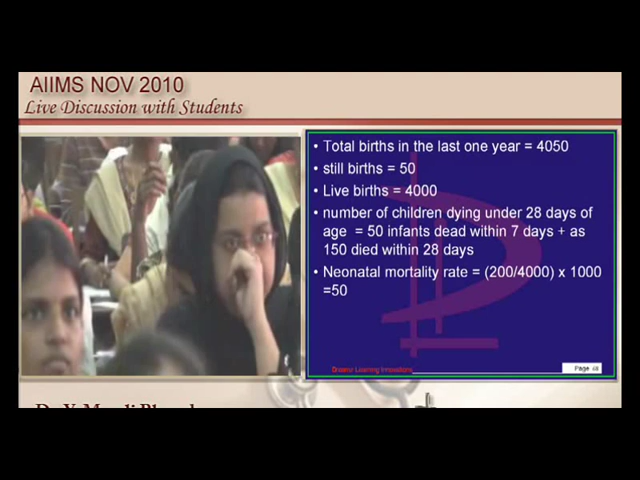 AIIMS NOV 2010
Live Discussion with Students
• Total births in the last one year = 4050
• still births = 50
• Live births = 4000
• number of children dying under 28 days of
age = 50 infants dead within 7 days + as
150 died within 28 days
• Neonatal mortality rate = (200/4000) x 1000
=50
Page